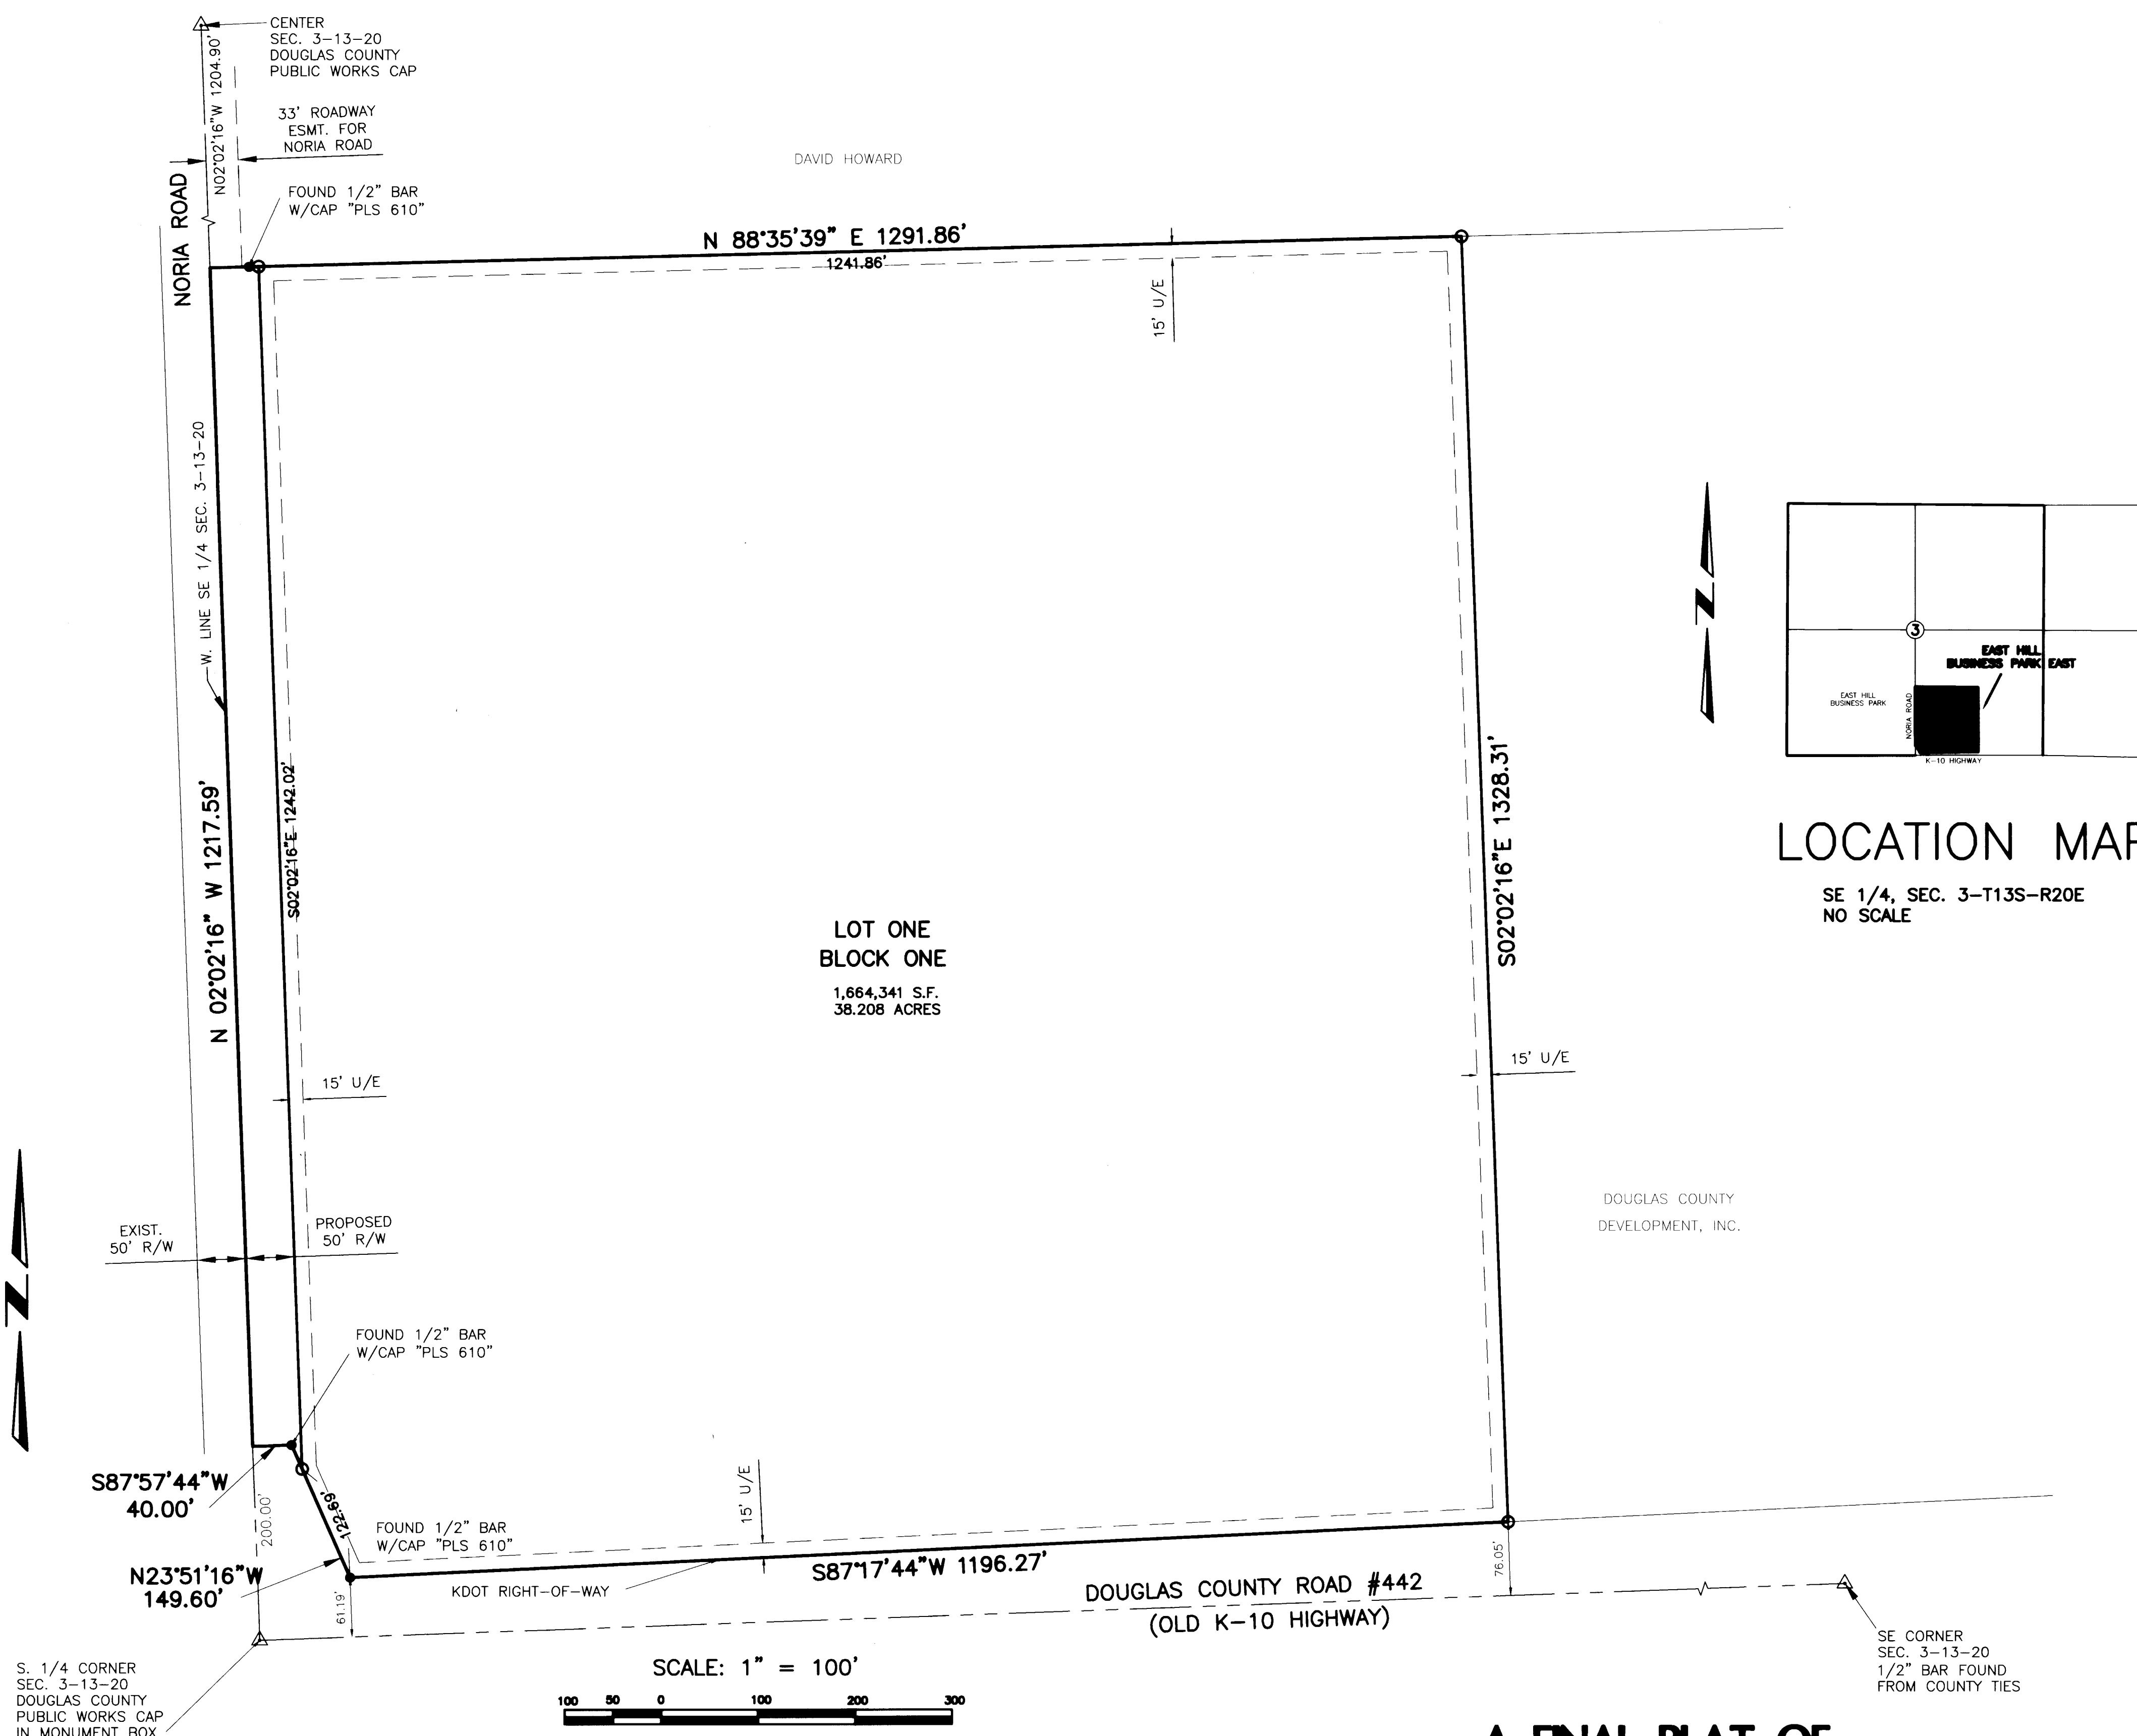 CENTER
SEC. 3-13-20
DOUGLAS COUNTY
PUBLIC WORKS CAP
N02°02'16"W 1204.90'
33' ROADWAY
ESMT. FOR
NORIA ROAD
NORIA ROAD
FOUND 1/2" BAR
W/CAP "PLS 610"
DAVID HOWARD
N 88°35'39" E 1291.86'
1241.86'
15' U/E
W. LINE SE 1/4 SEC. 3-13-20
N 02°02'16" W 1217.59'
S02°02'16"E 1242.02'
S02°02'16"E 1328.31'
LOT ONE
BLOCK ONE
1,664,341 S.F.
38.208 ACRES
15' U/E
15' U/E
EXIST.
50' R/W
PROPOSED
50' R/W
DOUGLAS COUNTY
DEVELOPMENT, INC.
FOUND 1/2" BAR
W/CAP "PLS 610"
S87°57'44"W
40.00'
200.00'
122.69'
N23°51'16"W
149.60'
FOUND 1/2" BAR
W/CAP "PLS 610"
61.19'
15' U/E
KDOT RIGHT-OF-WAY
S87°17'44"W 1196.27'
76.05'
DOUGLAS COUNTY ROAD #442
(OLD K-10 HIGHWAY)
S. 1/4 CORNER
SEC. 3-13-20
DOUGLAS COUNTY
PUBLIC WORKS CAP
IN MONUMENT BOX
SE CORNER
SEC. 3-13-20
1/2" BAR FOUND
FROM COUNTY TIES
SCALE: 1" = 100'
100 50 0 100 200 300
N
N
3
EAST HILL
BUSINESS PARK EAST
EAST HILL
BUSINESS PARK
NORIA ROAD
K-10 HIGHWAY
LOCATION MAP
SE 1/4, SEC. 3-T13S-R20E
NO SCALE
A FINAL PLAT OF